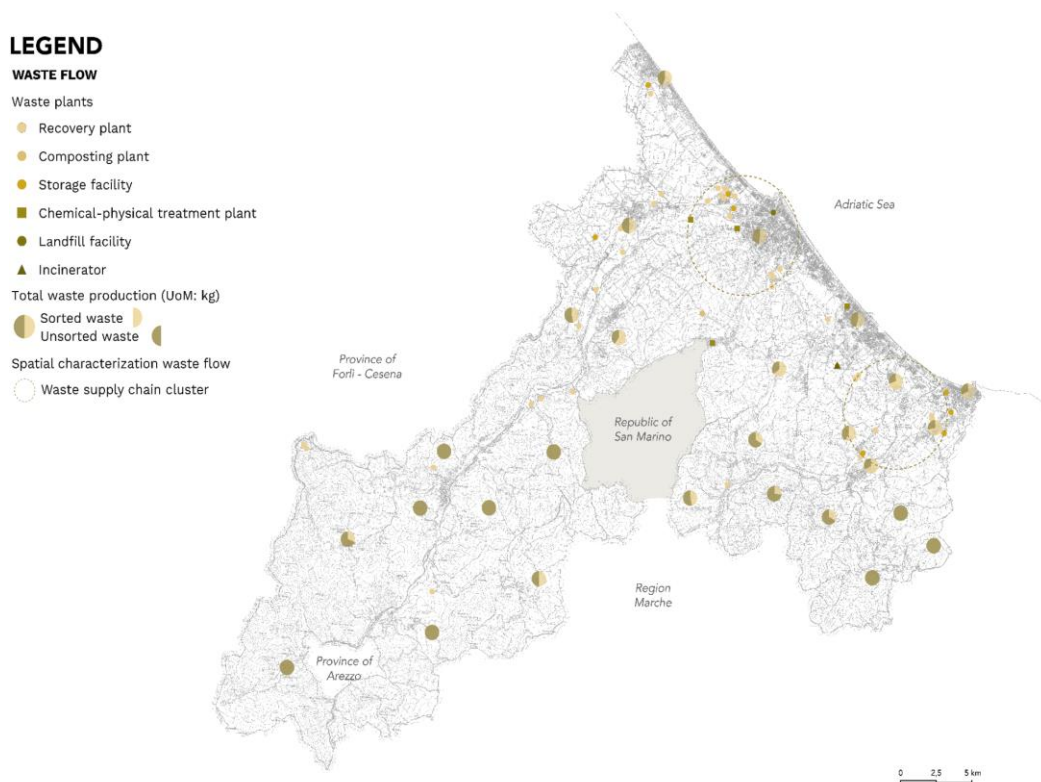 LEGEND
WASTE FLOW
Waste plants
Recovery plant
Composting plant
Storage facility
Chemical-physical treatment plant
Landfill facility
Incinerator
Total waste production (UoM: kg)
Sorted waste
Unsorted waste
Spatial characterization waste flow
Waste supply chain cluster
Adriatic Sea
Province of
Forlì - Cesena
Republic of
San Marino
Region
Marche
Province of
Arezzo
0 2,5 5 km